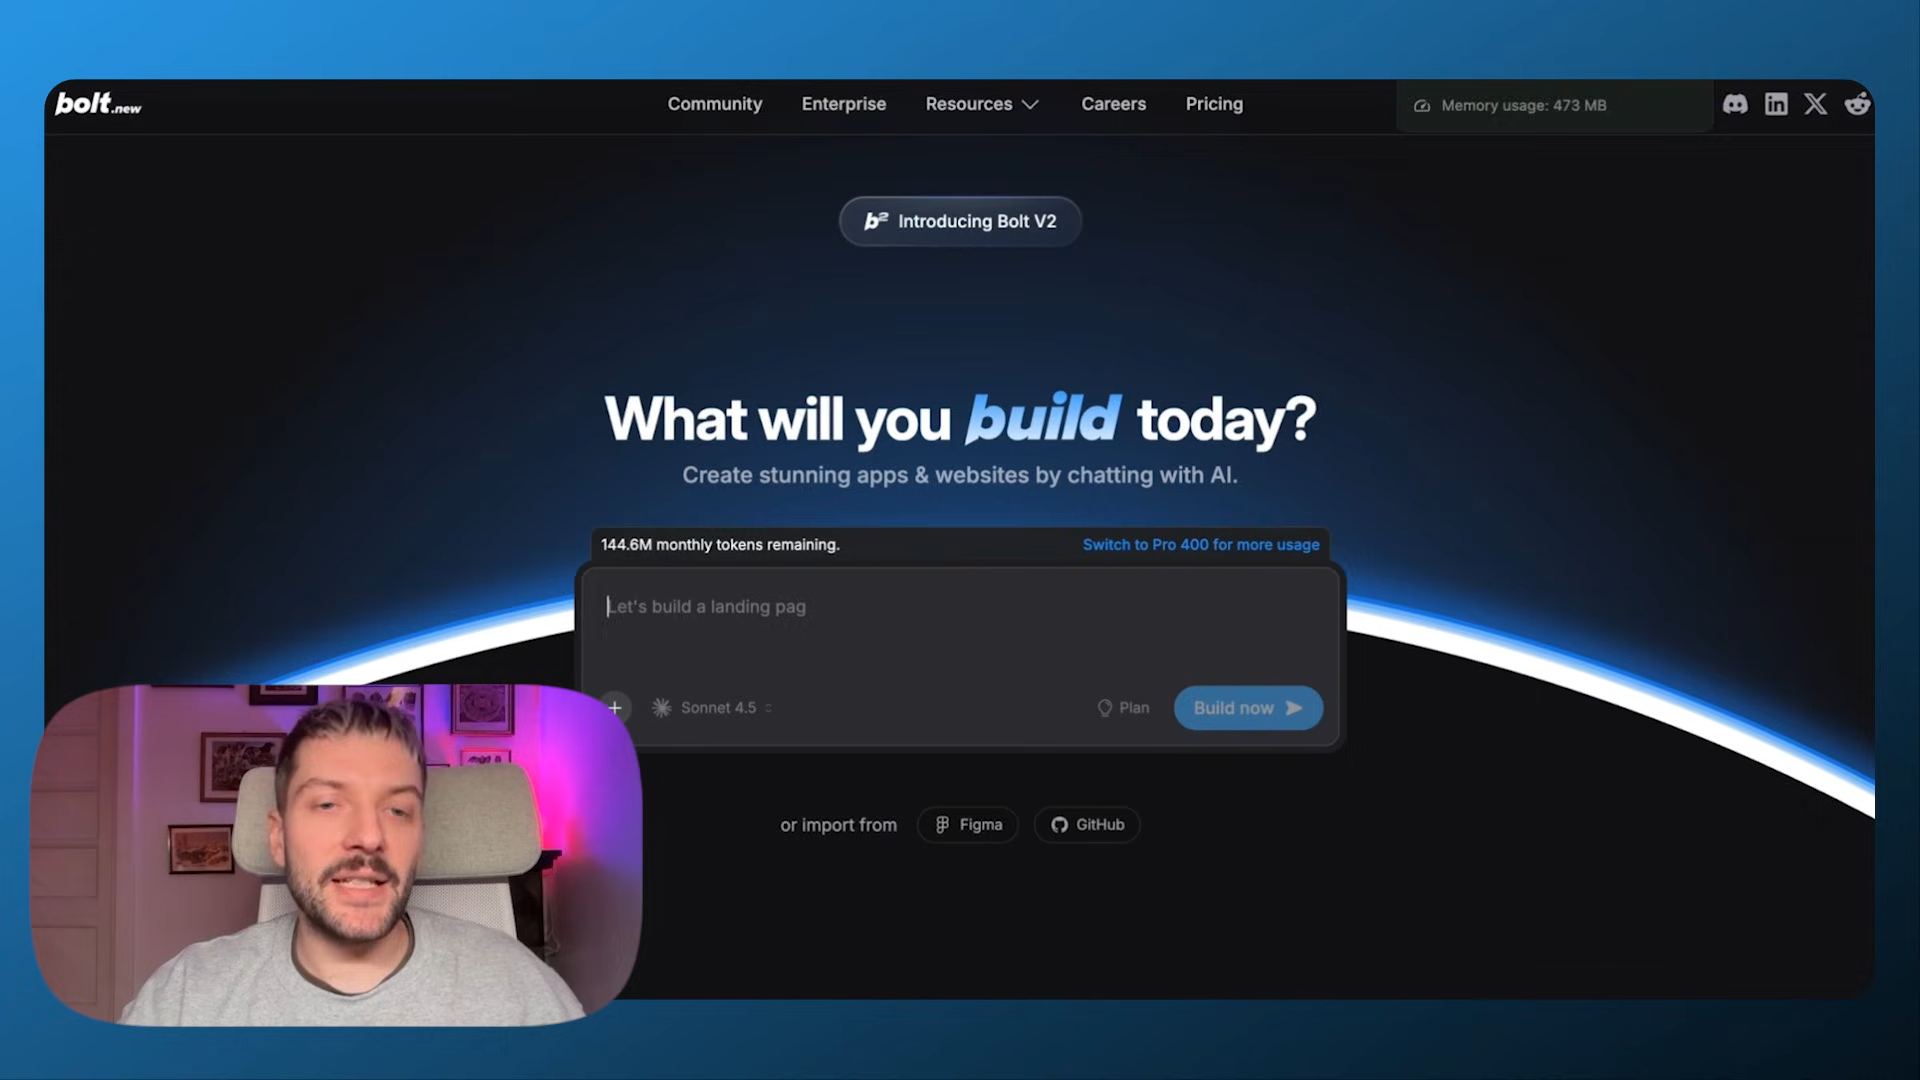 bolt.new
Community
Enterprise
Resources
Careers
Pricing
Memory usage: 473 MB
b² Introducing Bolt V2
What will you build today?
Create stunning apps & websites by chatting with AI.
144.6M monthly tokens remaining.
Switch to Pro 400 for more usage
Let's build a landing pag
Sonnet 4.5
Plan
Build now
or import from
Figma
GitHub